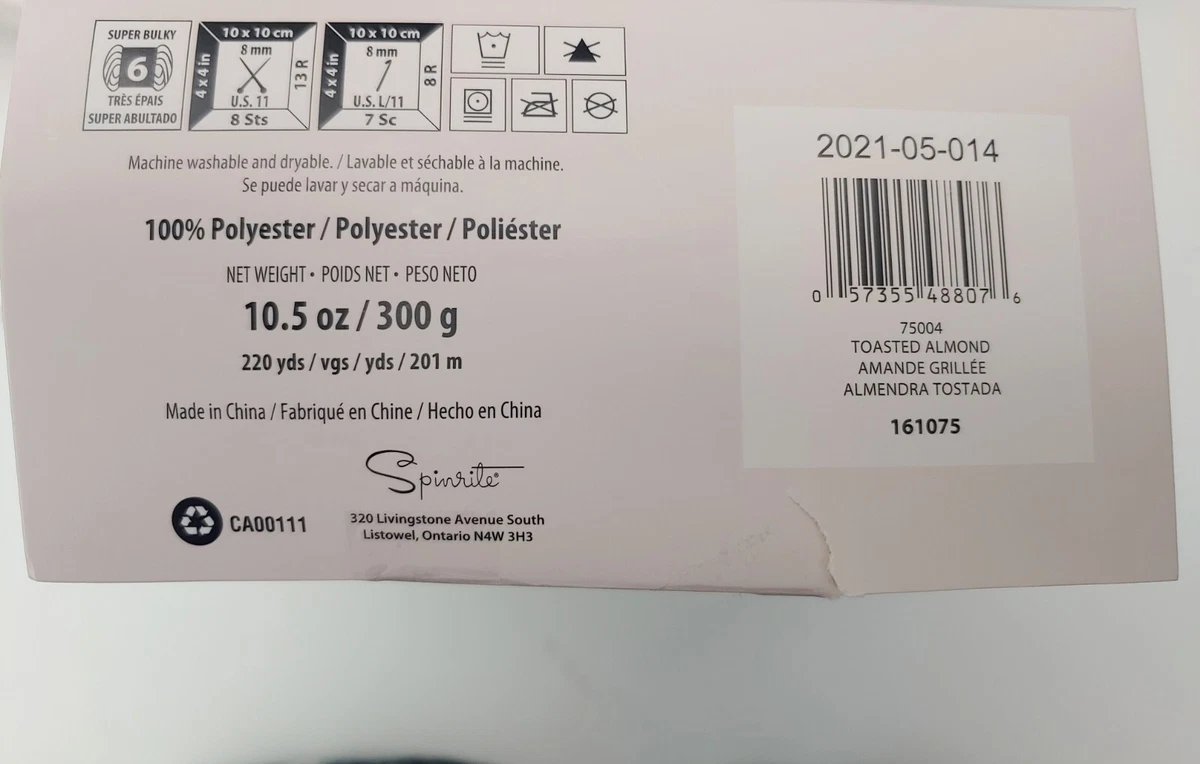 SUPER BULKY
6
TRÈS ÉPAIS
SUPER ABULTADO
10 x 10 cm
4 x 4 in
8 mm
13 R
U.S. 11
8 Sts
10 x 10 cm
4 x 4 in
8 mm
8 R
U.S. L/11
7 Sc
Machine washable and dryable. / Lavable et séchable à la machine.
Se puede lavar y secar a máquina.
100% Polyester / Polyester / Poliéster
NET WEIGHT • POIDS NET • PESO NETO
10.5 oz / 300 g
220 yds / vgs / yds / 201 m
Made in China / Fabriqué en Chine / Hecho en China
Spinrite®
CA00111
320 Livingstone Avenue South
Listowel, Ontario N4W 3H3
2021-05-014
0 57355 48807 6
75004
TOASTED ALMOND
AMANDE GRILLÉE
ALMENDRA TOSTADA
161075